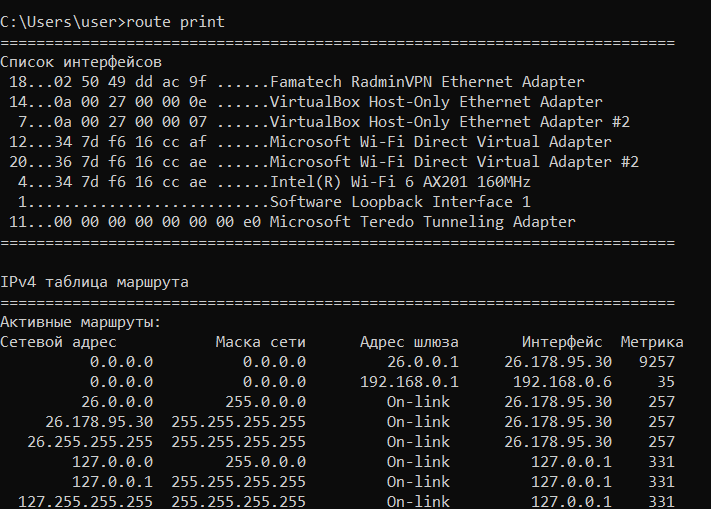 C:\Users\user>route print
===========================================================================
Список интерфейсов
 18...02 50 49 dd ac 9f ......Famatech RadminVPN Ethernet Adapter
 14...0a 00 27 00 00 0e ......VirtualBox Host-Only Ethernet Adapter
  7...0a 00 27 00 00 07 ......VirtualBox Host-Only Ethernet Adapter #2
 12...34 7d f6 16 cc af ......Microsoft Wi-Fi Direct Virtual Adapter
 20...36 7d f6 16 cc ae ......Microsoft Wi-Fi Direct Virtual Adapter #2
  4...34 7d f6 16 cc ae ......Intel(R) Wi-Fi 6 AX201 160MHz
  1...........................Software Loopback Interface 1
 11...00 00 00 00 00 00 00 e0 Microsoft Teredo Tunneling Adapter
===========================================================================
IPv4 таблица маршрута
===========================================================================
Активные маршруты:
Сетевой адрес           Маска сети      Адрес шлюза       Интерфейс  Метрика
          0.0.0.0          0.0.0.0         26.0.0.1    26.178.95.30   9257
          0.0.0.0          0.0.0.0      192.168.0.1     192.168.0.6     35
         26.0.0.0        255.0.0.0         On-link      26.178.95.30    257
     26.178.95.30  255.255.255.255         On-link      26.178.95.30    257
   26.255.255.255  255.255.255.255         On-link      26.178.95.30    257
        127.0.0.0        255.0.0.0         On-link         127.0.0.1    331
        127.0.0.1  255.255.255.255         On-link         127.0.0.1    331
  127.255.255.255  255.255.255.255         On-link         127.0.0.1    331